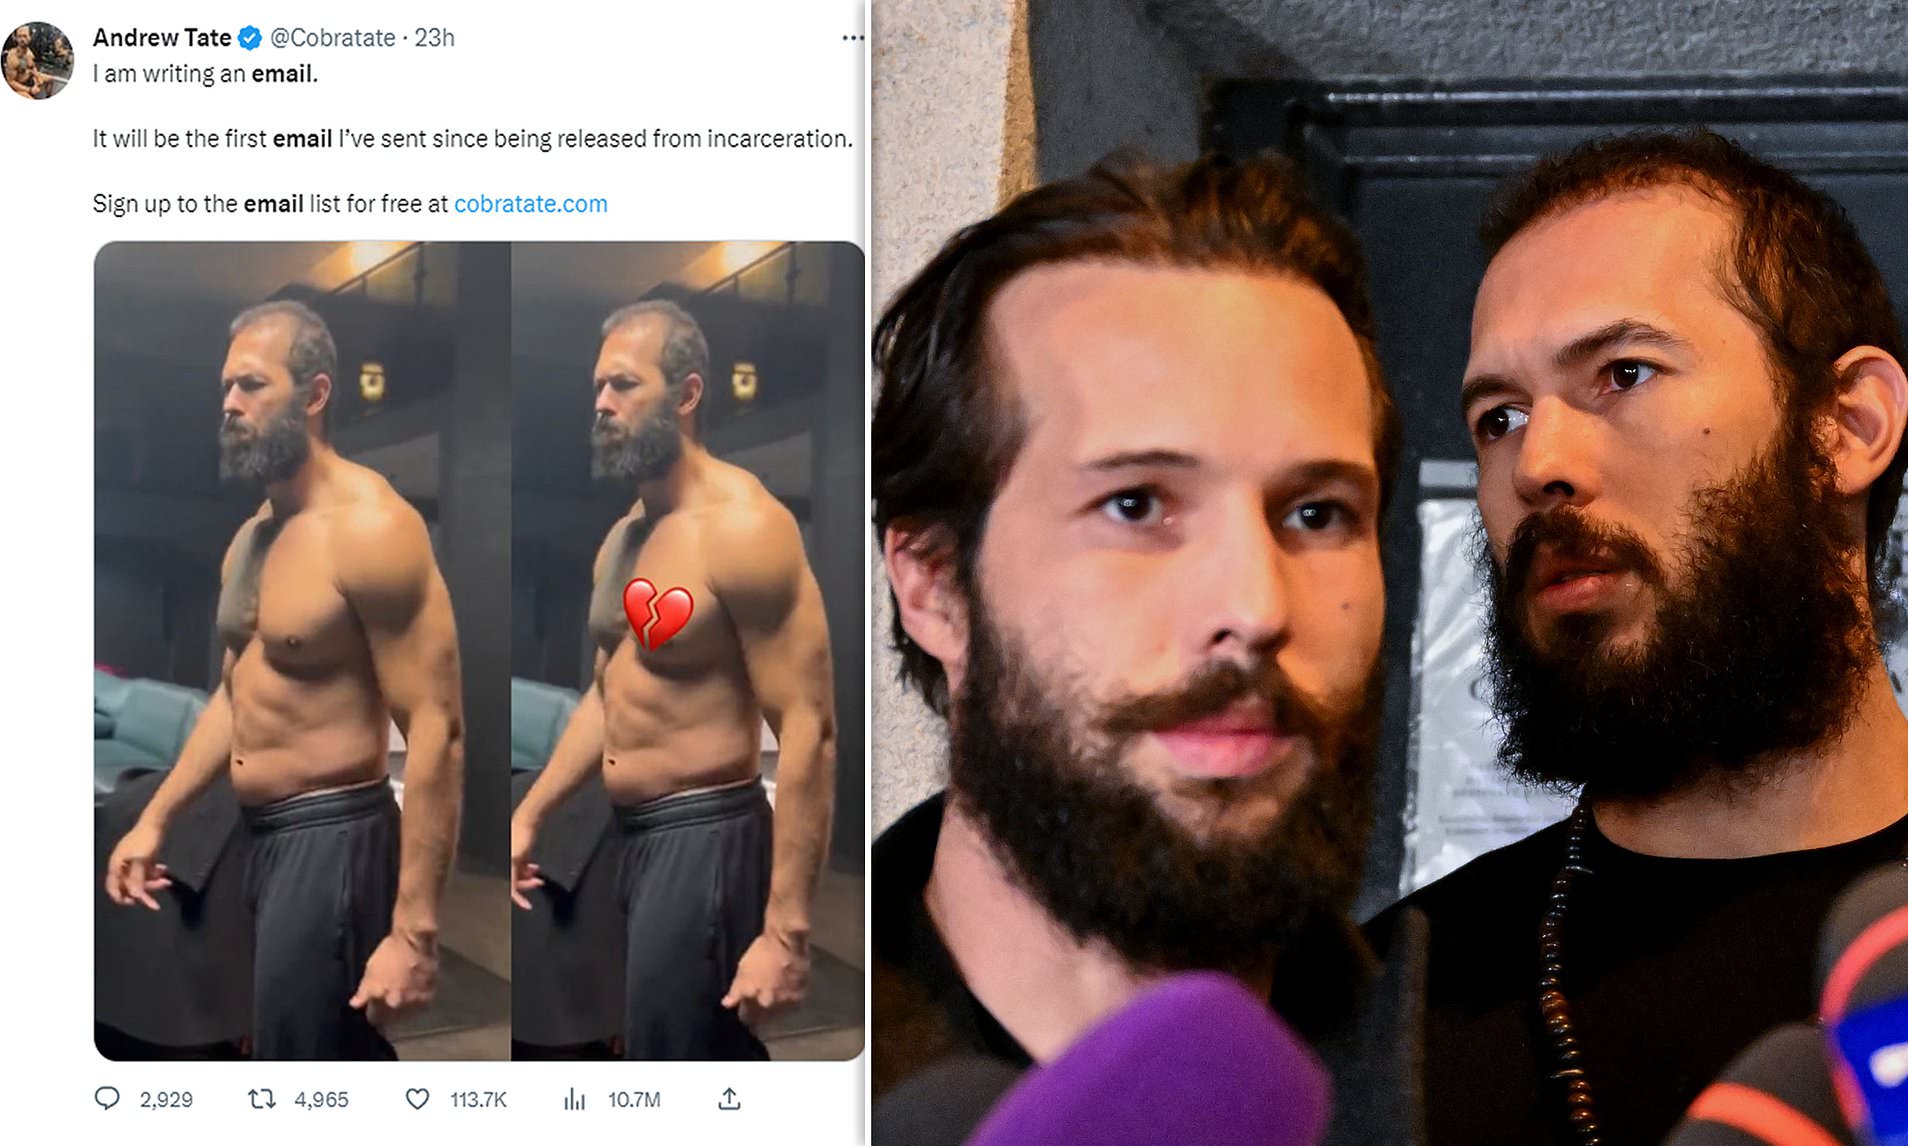 Andrew Tate @Cobratate · 23h
I am writing an email.
It will be the first email I’ve sent since being released from incarceration.
Sign up to the email list for free at cobratate.com
2,929 4,965 113.7K 10.7M